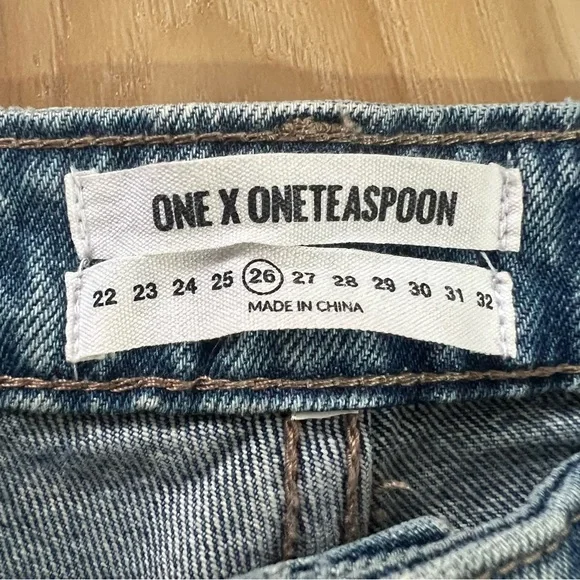 ONE X ONETEASPOON
22 23 24 25 26 27 28 29 30 31 32
MADE IN CHINA